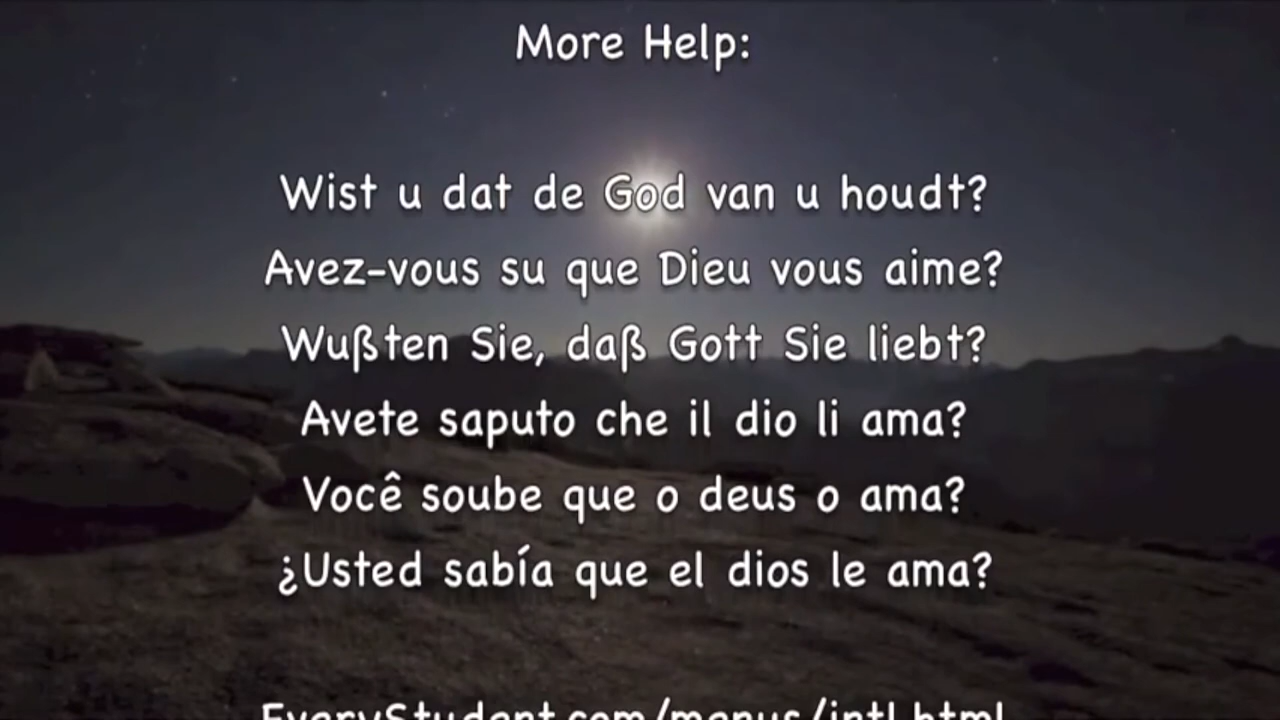 More Help:
Wist u dat de God van u houdt?
Avez-vous su que Dieu vous aime?
Wußten Sie, daß Gott Sie liebt?
Avete saputo che il dio li ama?
Você soube que o deus o ama?
¿Usted sabía que el dios le ama?
EveryStudent.com/menus/intl.html